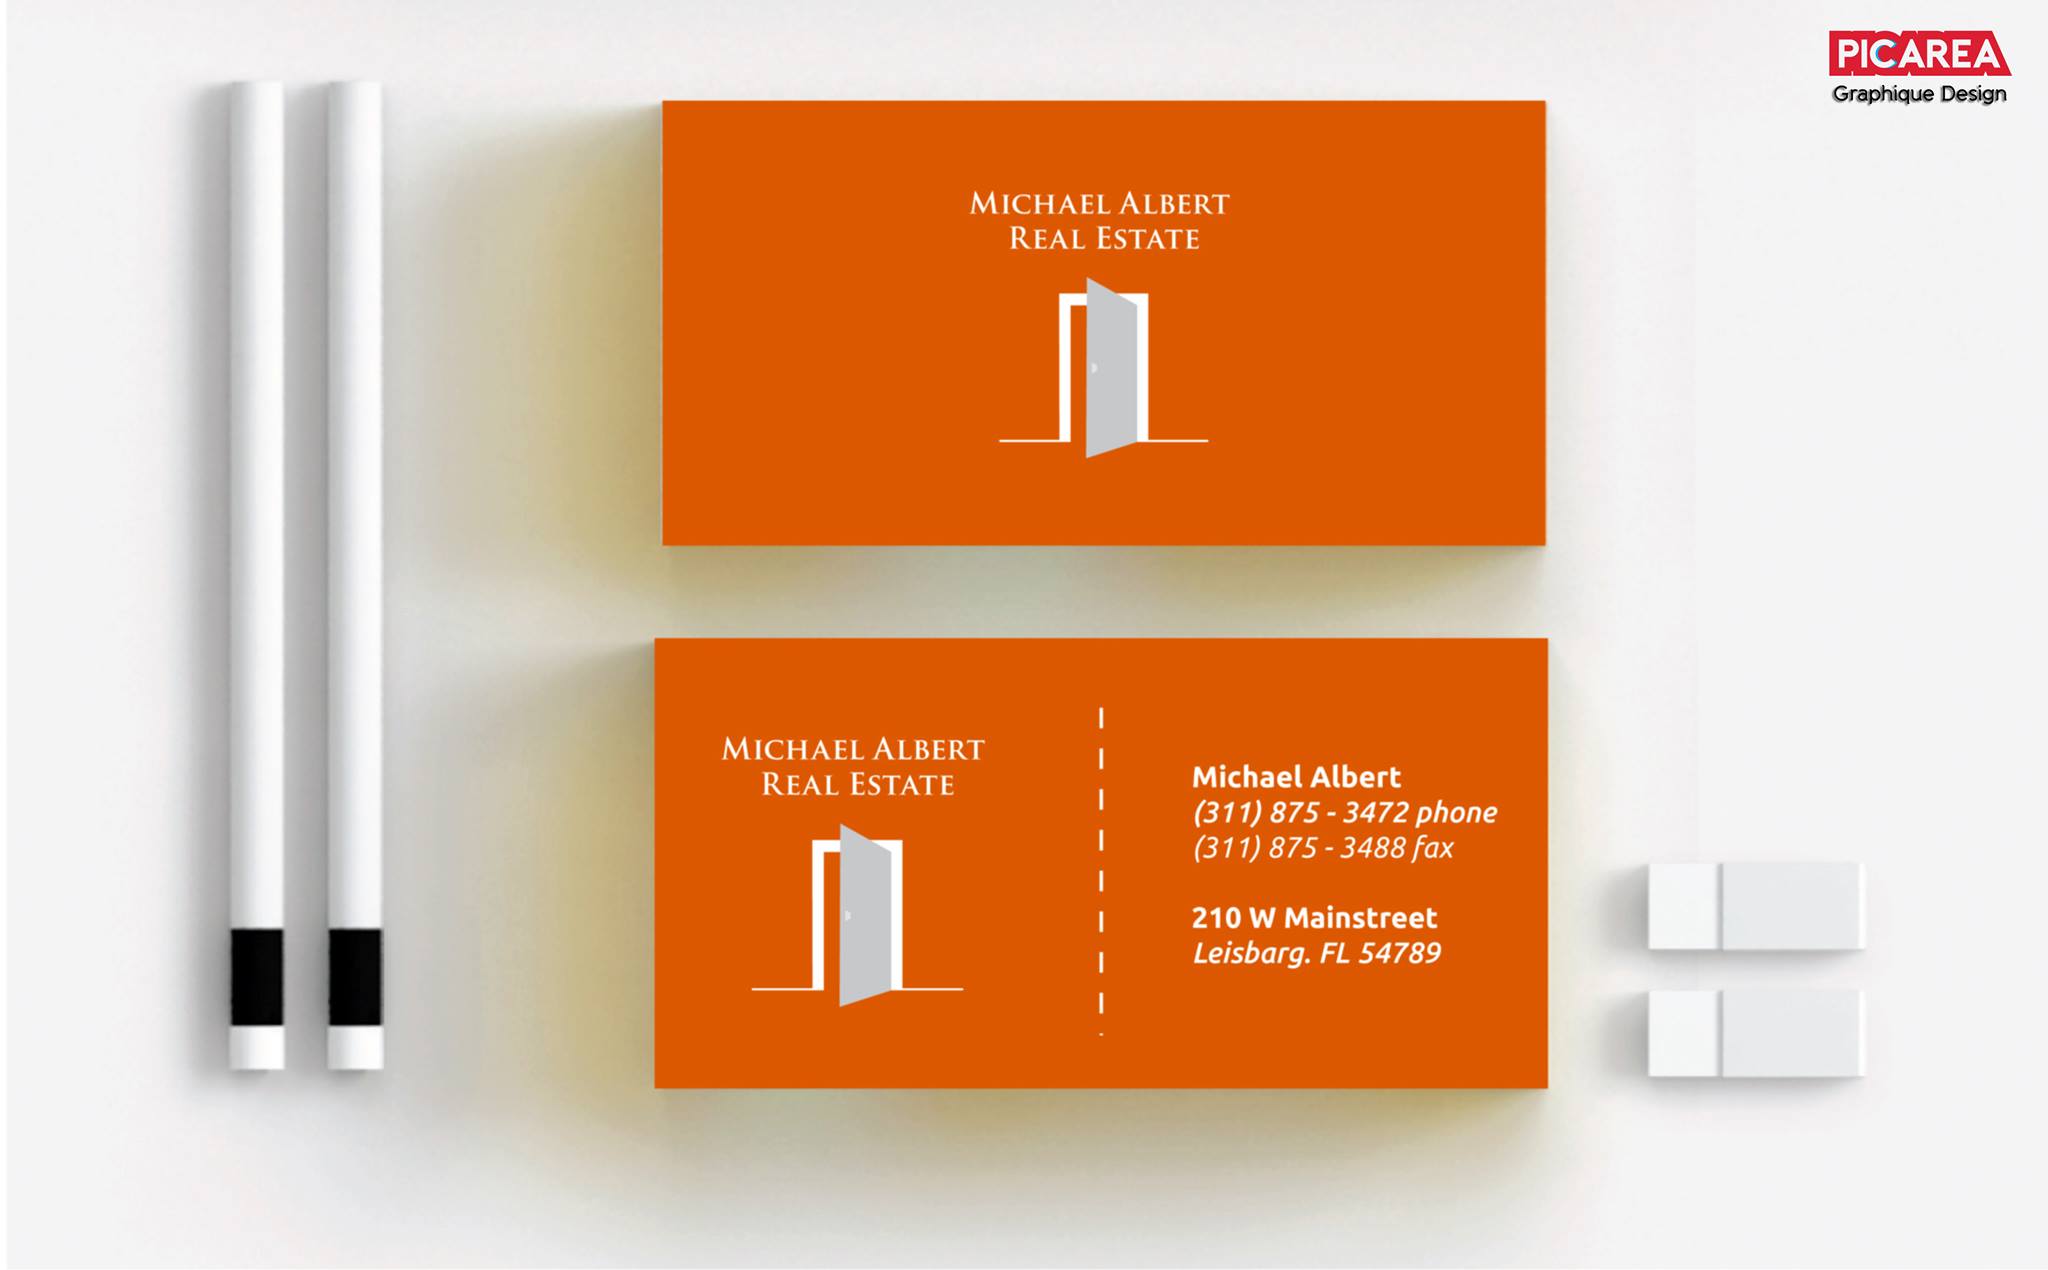 PICAREA
Graphique Design
MICHAEL ALBERT
REAL ESTATE
MICHAEL ALBERT
REAL ESTATE
Michael Albert
(311) 875 - 3472 phone
(311) 875 - 3488 fax
210 W Mainstreet
Leisbarg. FL 54789